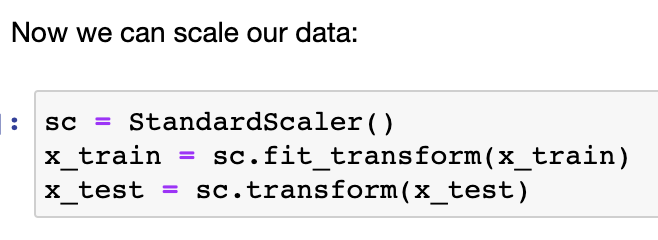 Now we can scale our data:
]:
sc = StandardScaler()
x_train = sc.fit_transform(x_train)
x_test = sc.transform(x_test)